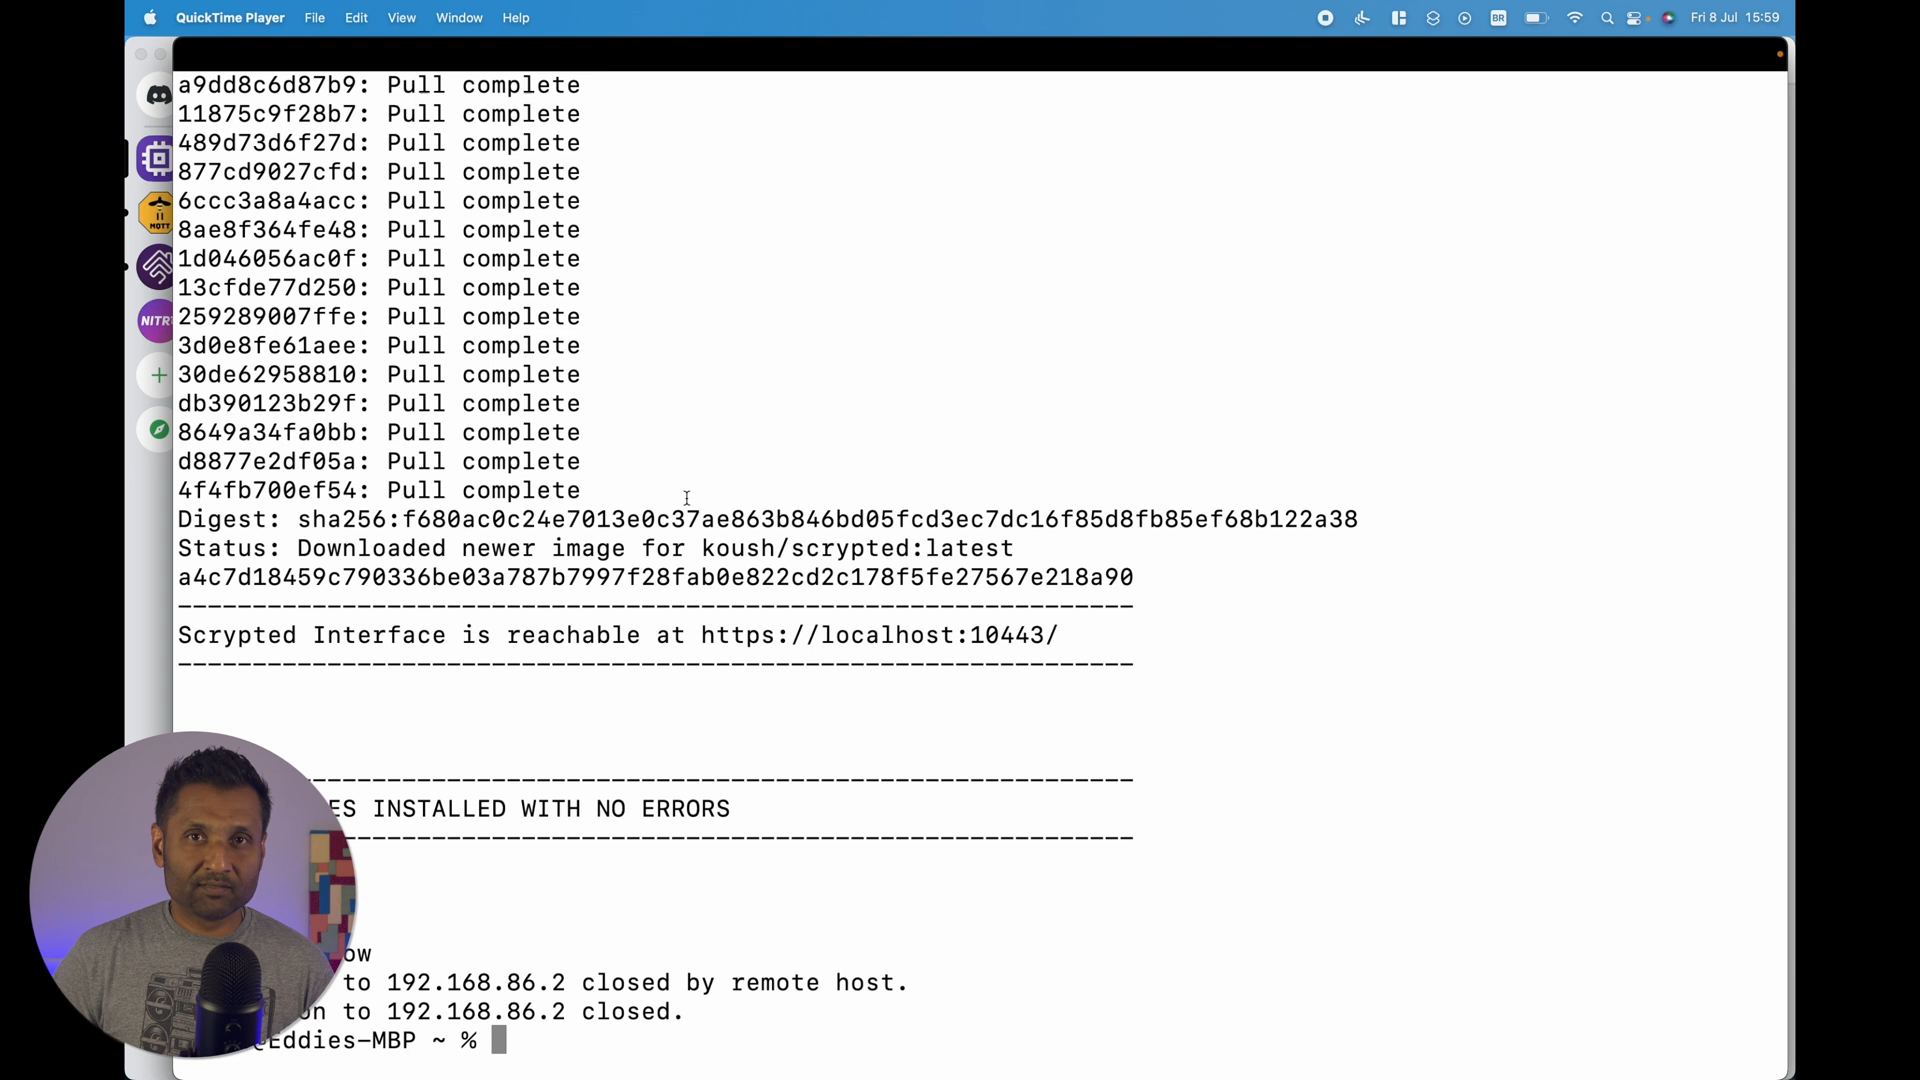 QuickTime Player File Edit View Window Help BR Fri 8 Jul 15:59
a9dd8c6d87b9: Pull complete
11875c9f28b7: Pull complete
489d73d6f27d: Pull complete
877cd9027cfd: Pull complete
6ccc3a8a4acc: Pull complete
MQTT
8ae8f364fe48: Pull complete
1d046056ac0f: Pull complete
13cfde77d250: Pull complete
259289007ffe: Pull complete
NITR
3d0e8fe61aee: Pull complete
30de62958810: Pull complete
db390123b29f: Pull complete
8649a34fa0bb: Pull complete
d8877e2df05a: Pull complete
4f4fb700ef54: Pull complete
Digest: sha256:f680ac0c24e7013e0c37ae863b846bd05fcd3ec7dc16f85d8fb85ef68b122a38
Status: Downloaded newer image for koush/scrypted:latest
a4c7d18459c790336be03a787b7997f28fab0e822cd2c178f5fe27567e218a90
----------------------------------------------------------------
Scrypted Interface is reachable at https://localhost:10443/
----------------------------------------------------------------
-------------------------------------------------------
ES INSTALLED WITH NO ERRORS
----------------------------------------------------
ow
to 192.168.86.2 closed by remote host.
on to 192.168.86.2 closed.
@Eddies-MBP ~ %